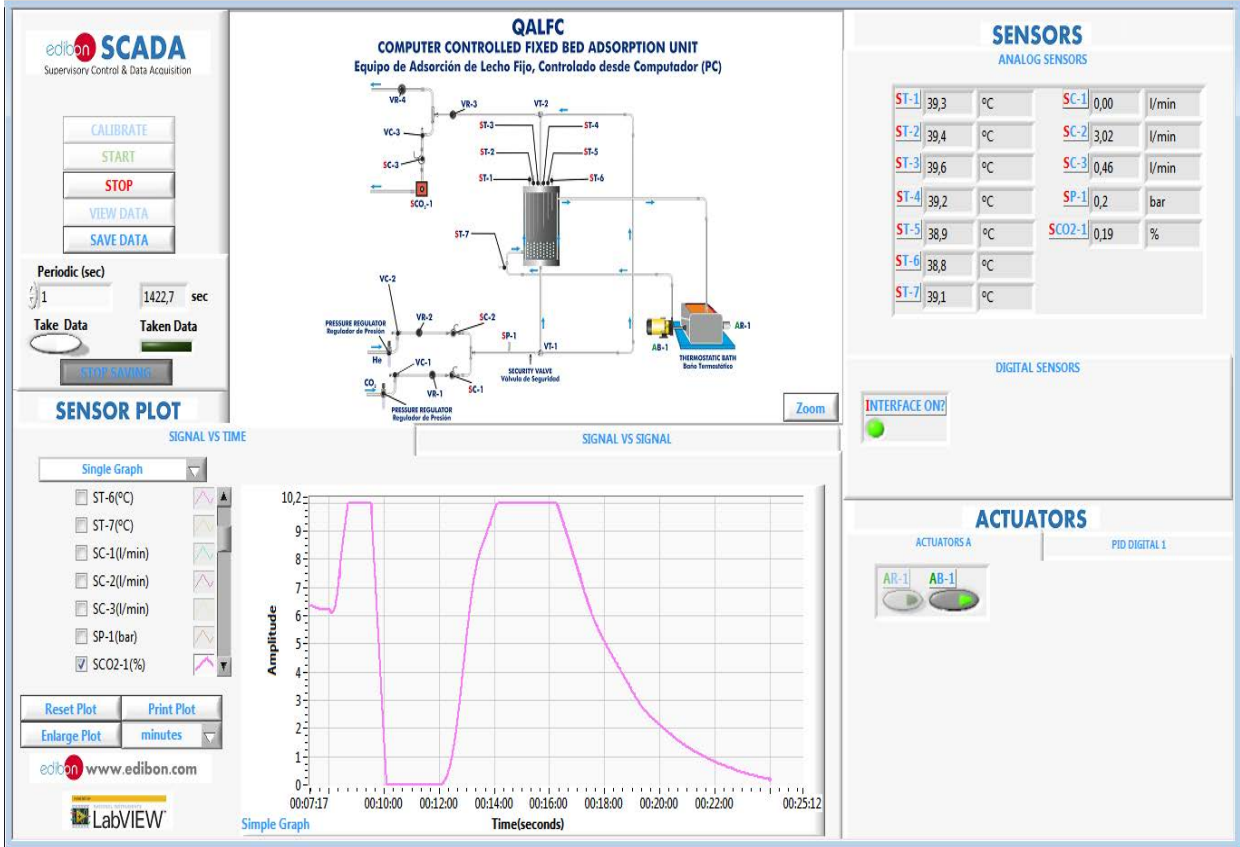 edibon SCADA
Supervisory Control & Data Acquisition
CALIBRATE
START
STOP
VIEW DATA
SAVE DATA
Periodic (sec)
1
1422,7 sec
Take Data
Taken Data
STOP SAVING
QALFC
COMPUTER CONTROLLED FIXED BED ADSORPTION UNIT
Equipo de Adsorción de Lecho Fijo, Controlado desde Computador (PC)
VR-4
VR-3
VT-2
VC-3
ST-3
ST-4
SC-3
ST-2
ST-5
ST-1
ST-6
SCO₂-1
ST-7
VC-2
PRESSURE REGULATOR
Regulador de Presión
VR-2
SC-2
He
SP-1
VT-1
SECURITY VALVE
Válvula de Seguridad
AB-1
AR-1
THERMOSTATIC BATH
Baño Termostático
CO₂
VC-1
VR-1
SC-1
PRESSURE REGULATOR
Regulador de Presión
Zoom
SENSORS
ANALOG SENSORS
ST-1 39,3 ºC SC-1 0,00 l/min
ST-2 39,4 ºC SC-2 3,02 l/min
ST-3 39,6 ºC SC-3 0,46 l/min
ST-4 39,2 ºC SP-1 0,2 bar
ST-5 38,9 ºC SCO2-1 0,19 %
ST-6 38,8 ºC
ST-7 39,1 ºC
DIGITAL SENSORS
INTERFACE ON?
SENSOR PLOT
SIGNAL VS TIME
SIGNAL VS SIGNAL
Single Graph
ST-6(ºC)
ST-7(ºC)
SC-1(l/min)
SC-2(l/min)
SC-3(l/min)
SP-1(bar)
SCO2-1(%)
Reset Plot
Print Plot
Enlarge Plot
minutes
edibon www.edibon.com
LabVIEW
Amplitude
10,2
9
8
7
6
5
4
3
2
1
0
00:07:17 00:10:00 00:12:00 00:14:00 00:16:00 00:18:00 00:20:00 00:22:00 00:25:12
Simple Graph
Time(seconds)
ACTUATORS
ACTUATORS A
PID DIGITAL 1
AR-1
AB-1